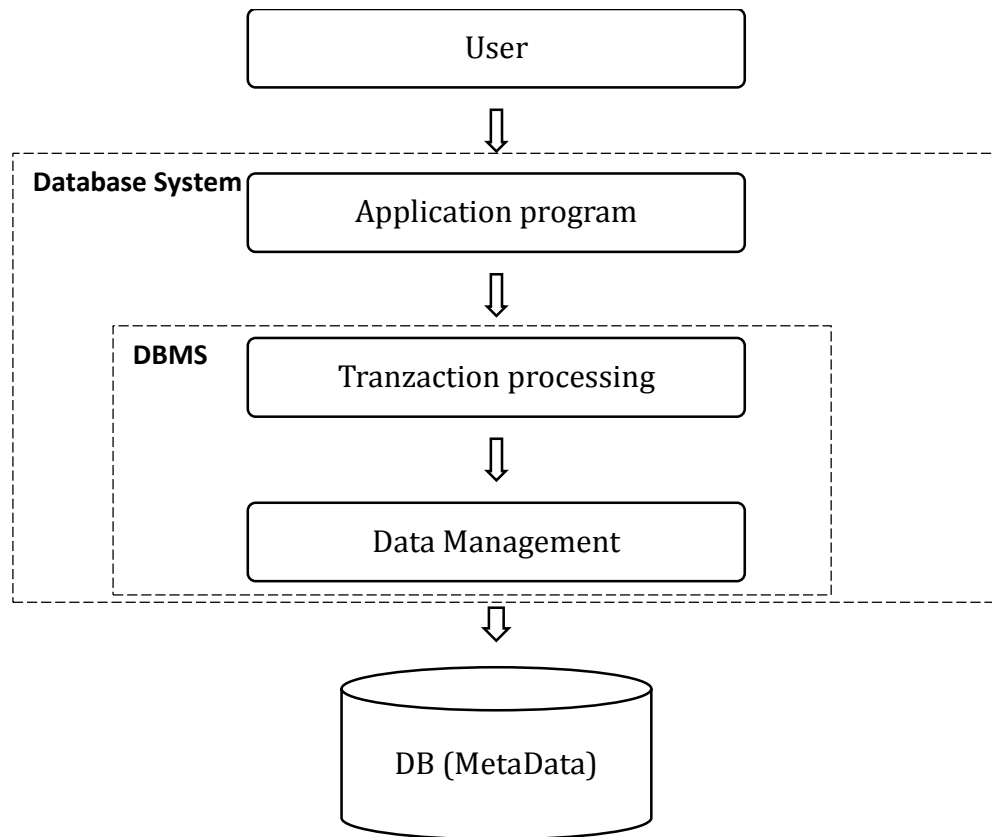 User
Database System
Application program
DBMS
Tranzaction processing
Data Management
DB (MetaData)